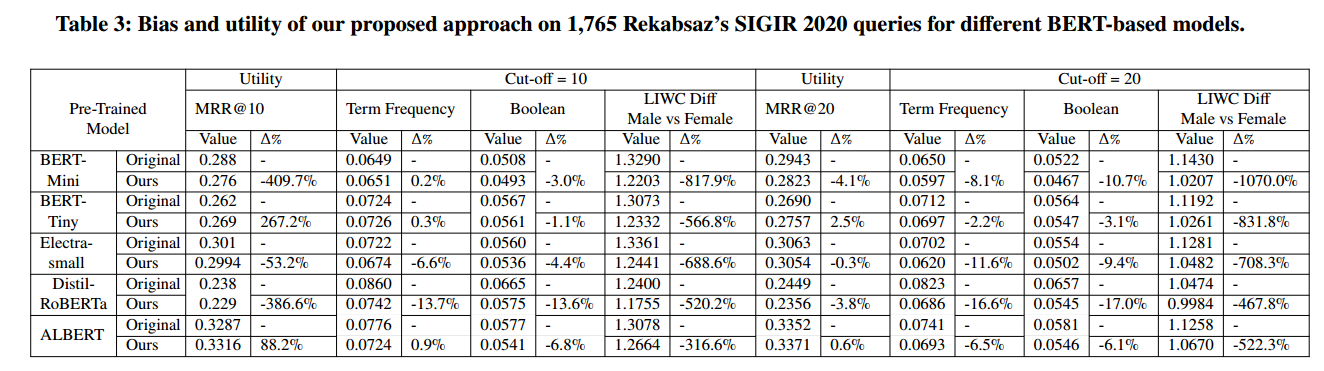 Table 3: Bias and utility of our proposed approach on 1,765 Rekabsaz's SIGIR 2020 queries for different BERT-based models.
Pre-Trained Model Utility Cut-off = 10 Utility Cut-off = 20
MRR@10 Term Frequency Boolean LIWC Diff Male vs Female MRR@20 Term Frequency Boolean LIWC Diff Male vs Female
Value Δ% Value Δ% Value Δ% Value Δ% Value Δ% Value Δ% Value Δ% Value Δ%
BERT- Original 0.288 - 0.0649 - 0.0508 - 1.3290 - 0.2943 - 0.0650 - 0.0522 - 1.1430 -
Mini Ours 0.276 -409.7% 0.0651 0.2% 0.0493 -3.0% 1.2203 -817.9% 0.2823 -4.1% 0.0597 -8.1% 0.0467 -10.7% 1.0207 -1070.0%
BERT- Original 0.262 - 0.0724 - 0.0567 - 1.3073 - 0.2690 - 0.0712 - 0.0564 - 1.1192 -
Tiny Ours 0.269 267.2% 0.0726 0.3% 0.0561 -1.1% 1.2332 -566.8% 0.2757 2.5% 0.0697 -2.2% 0.0547 -3.1% 1.0261 -831.8%
Electra- Original 0.301 - 0.0722 - 0.0560 - 1.3361 - 0.3063 - 0.0702 - 0.0554 - 1.1281 -
small Ours 0.2994 -53.2% 0.0674 -6.6% 0.0536 -4.4% 1.2441 -688.6% 0.3054 -0.3% 0.0620 -11.6% 0.0502 -9.4% 1.0482 -708.3%
Distil- Original 0.238 - 0.0860 - 0.0665 - 1.2400 - 0.2449 - 0.0823 - 0.0657 - 1.0474 -
RoBERTa Ours 0.229 -386.6% 0.0742 -13.7% 0.0575 -13.6% 1.1755 -520.2% 0.2356 -3.8% 0.0686 -16.6% 0.0545 -17.0% 0.9984 -467.8%
ALBERT Original 0.3287 - 0.0776 - 0.0577 - 1.3078 - 0.3352 - 0.0741 - 0.0581 - 1.1258 -
Ours 0.3316 88.2% 0.0724 0.9% 0.0541 -6.8% 1.2664 -316.6% 0.3371 0.6% 0.0693 -6.5% 0.0546 -6.1% 1.0670 -522.3%